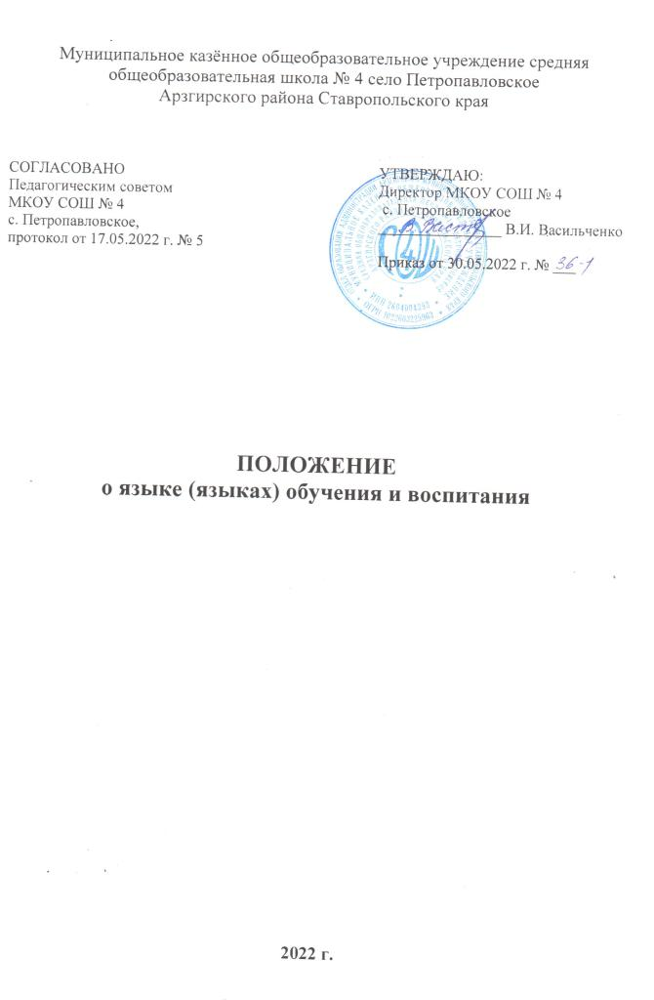 Муниципальное казённое общеобразовательное учреждение средняя
общеобразовательная школа № 4 село Петропавловское
Арзгирского района Ставропольского края
СОГЛАСОВАНО
Педагогическим советом
МКОУ СОШ № 4
с. Петропавловское,
протокол от 17.05.2022 г. № 5
УТВЕРЖДАЮ:
Директор МКОУ СОШ № 4
с. Петропавловское
В.И. Васильченко
Приказ от 30.05.2022 г. № 36-1
ПОЛОЖЕНИЕ
о языке (языках) обучения и воспитания
2022 г.